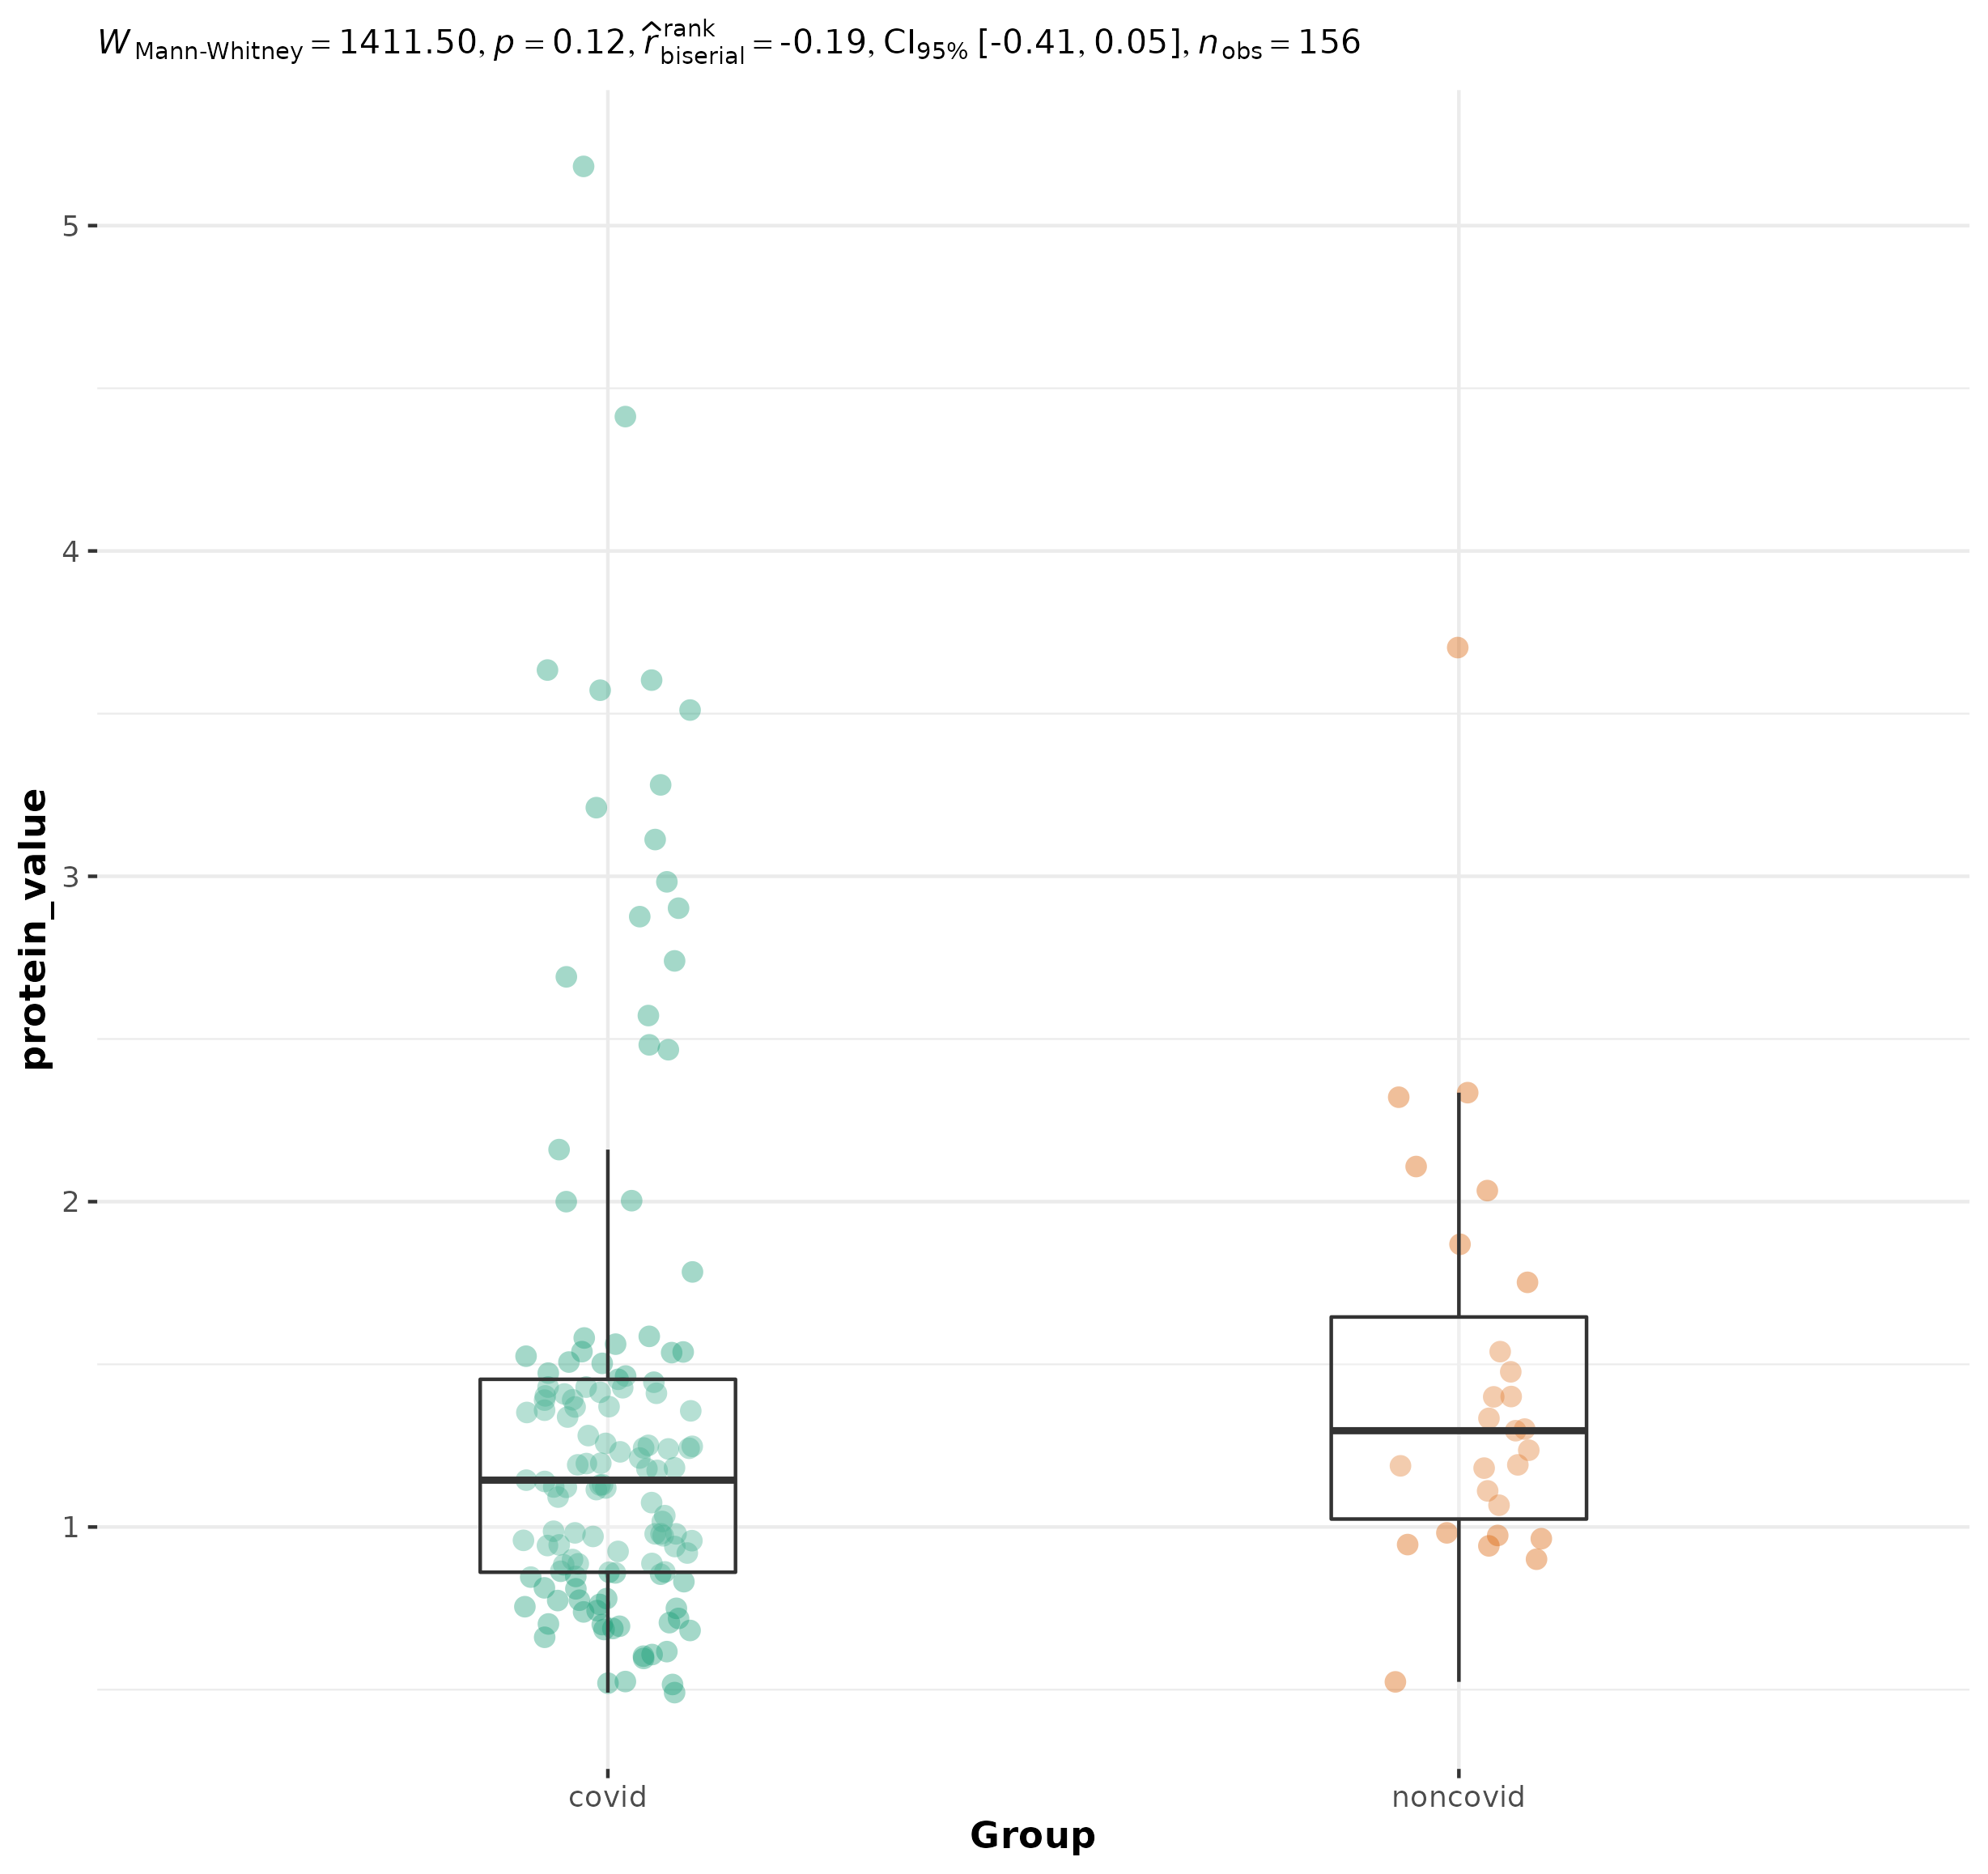 W Mann-Whitney = 1411.50, p = 0.12, r̂ rank biserial = -0.19, CI95% [-0.41, 0.05], nobs = 156
5
4
3
2
1
protein_value
covid noncovid
Group